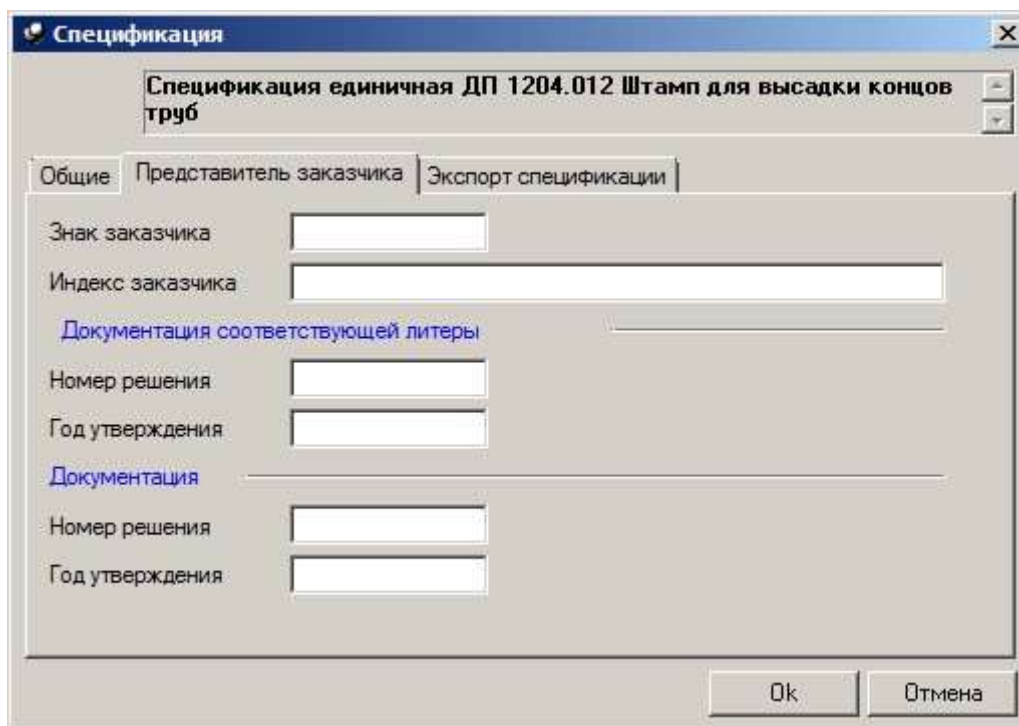 Спецификация
Спецификация единичная ДП 1204.012 Штамп для высадки концов
труб
Общие Представитель заказчика Экспорт спецификации
Знак заказчика
Индекс заказчика
Документация соответствующей литеры
Номер решения
Год утверждения
Документация
Номер решения
Год утверждения
Ok Отмена